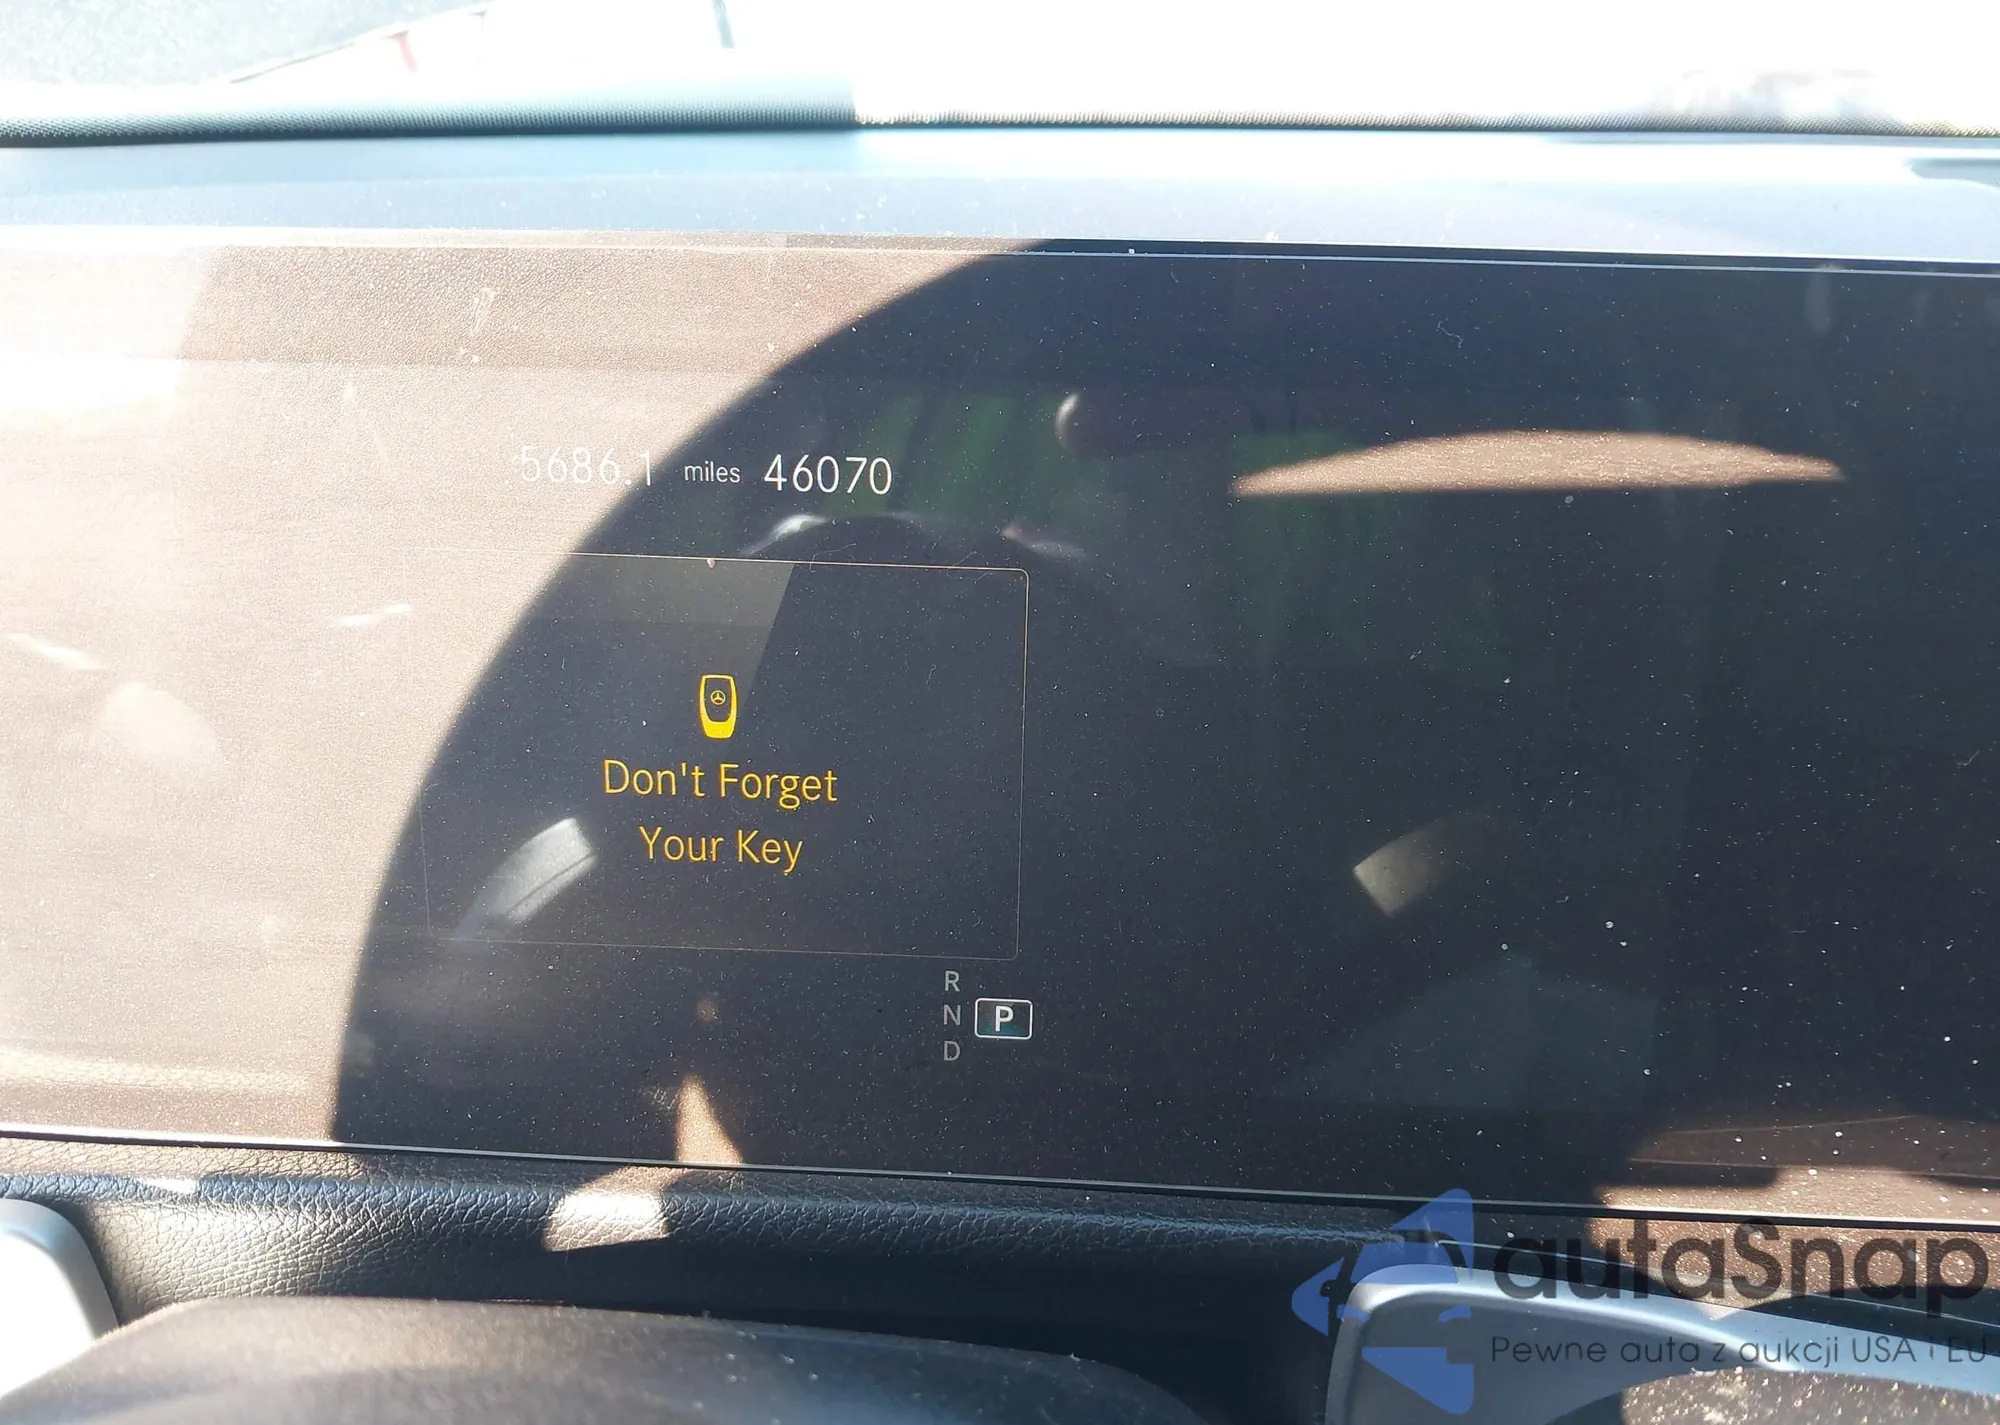 5686.1 miles 46070
Don't Forget
Your Key
R
N P
D
autaSnap
Pewne auta z aukcji USA i EU